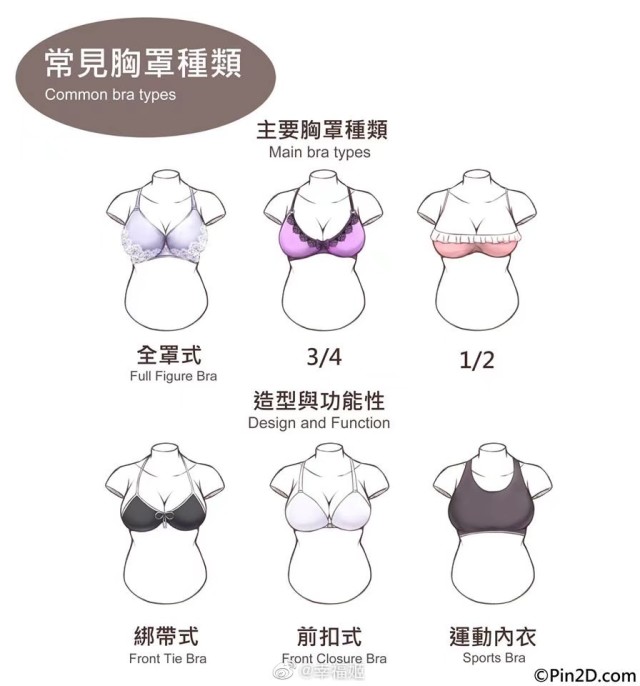 常見胸罩種類
Common bra types
主要胸罩種類
Main bra types
全罩式
Full Figure Bra
3/4
1/2
造型與功能性
Design and Function
綁帶式
Front Tie Bra
前扣式
Front Closure Bra
運動內衣
Sports Bra
@幸福姬
©Pin2D.com